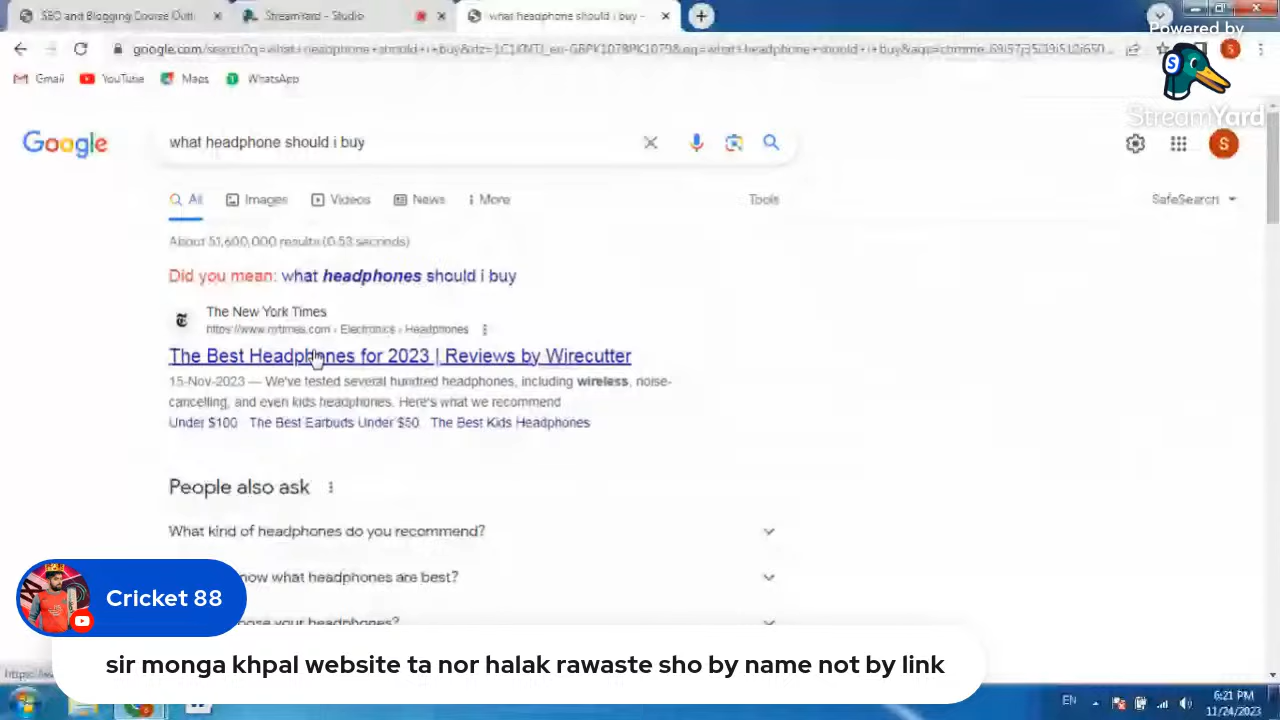 SEO and Blogging Course Outl
StreamYard - Studio
what headphone should i buy -
Powered by
StreamYard
Gmail
YouTube
Maps
WhatsApp
Google
what headphone should i buy
S
All
Images
Videos
News
More
Tools
SafeSearch
About 51,600,000 results (0.53 seconds)
Did you mean: what headphones should i buy
The New York Times
https://www.nytimes.com › Electronics › Headphones
The Best Headphones for 2023 | Reviews by Wirecutter
15-Nov-2023 — We've tested several hundred headphones, including wireless, noise-
cancelling, and even kids headphones. Here's what we recommend
Under $100 The Best Earbuds Under $50 The Best Kids Headphones
People also ask
What kind of headphones do you recommend?
now what headphones are best?
your headphones?
Cricket 88
sir monga khpal website ta nor halak rawaste sho by name not by link
EN
6:21 PM
11/24/2023